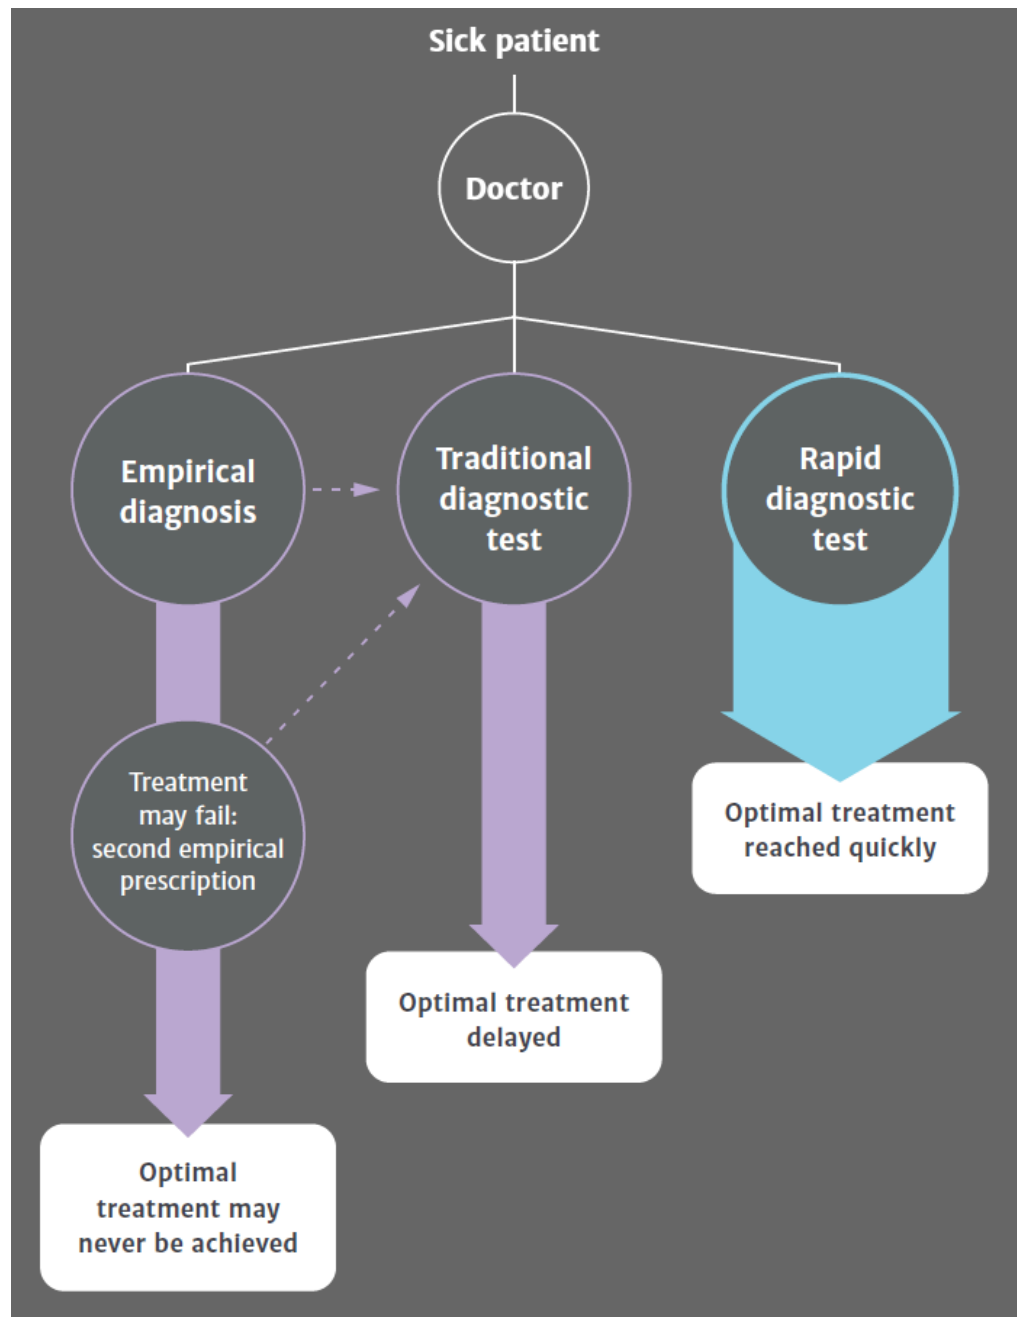 Sick patient
Doctor
Empirical
diagnosis
Traditional
diagnostic
test
Rapid
diagnostic
test
Treatment
may fail:
second empirical
prescription
Optimal treatment
reached quickly
Optimal treatment
delayed
Optimal
treatment may
never be achieved